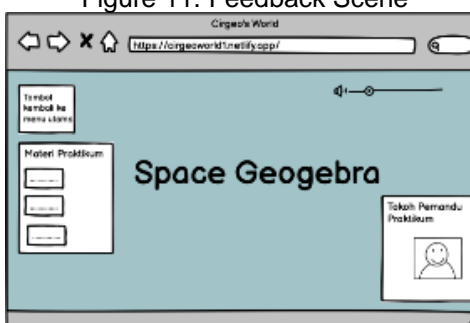 Figure 11. Feedback Scene
Cirgeo's World
https://cirgeoworld1.netlify.app/
Tombol
kembali ke
menu utama
Materi Praktikum
Space Geogebra
Tokoh Pemandu
Praktikum